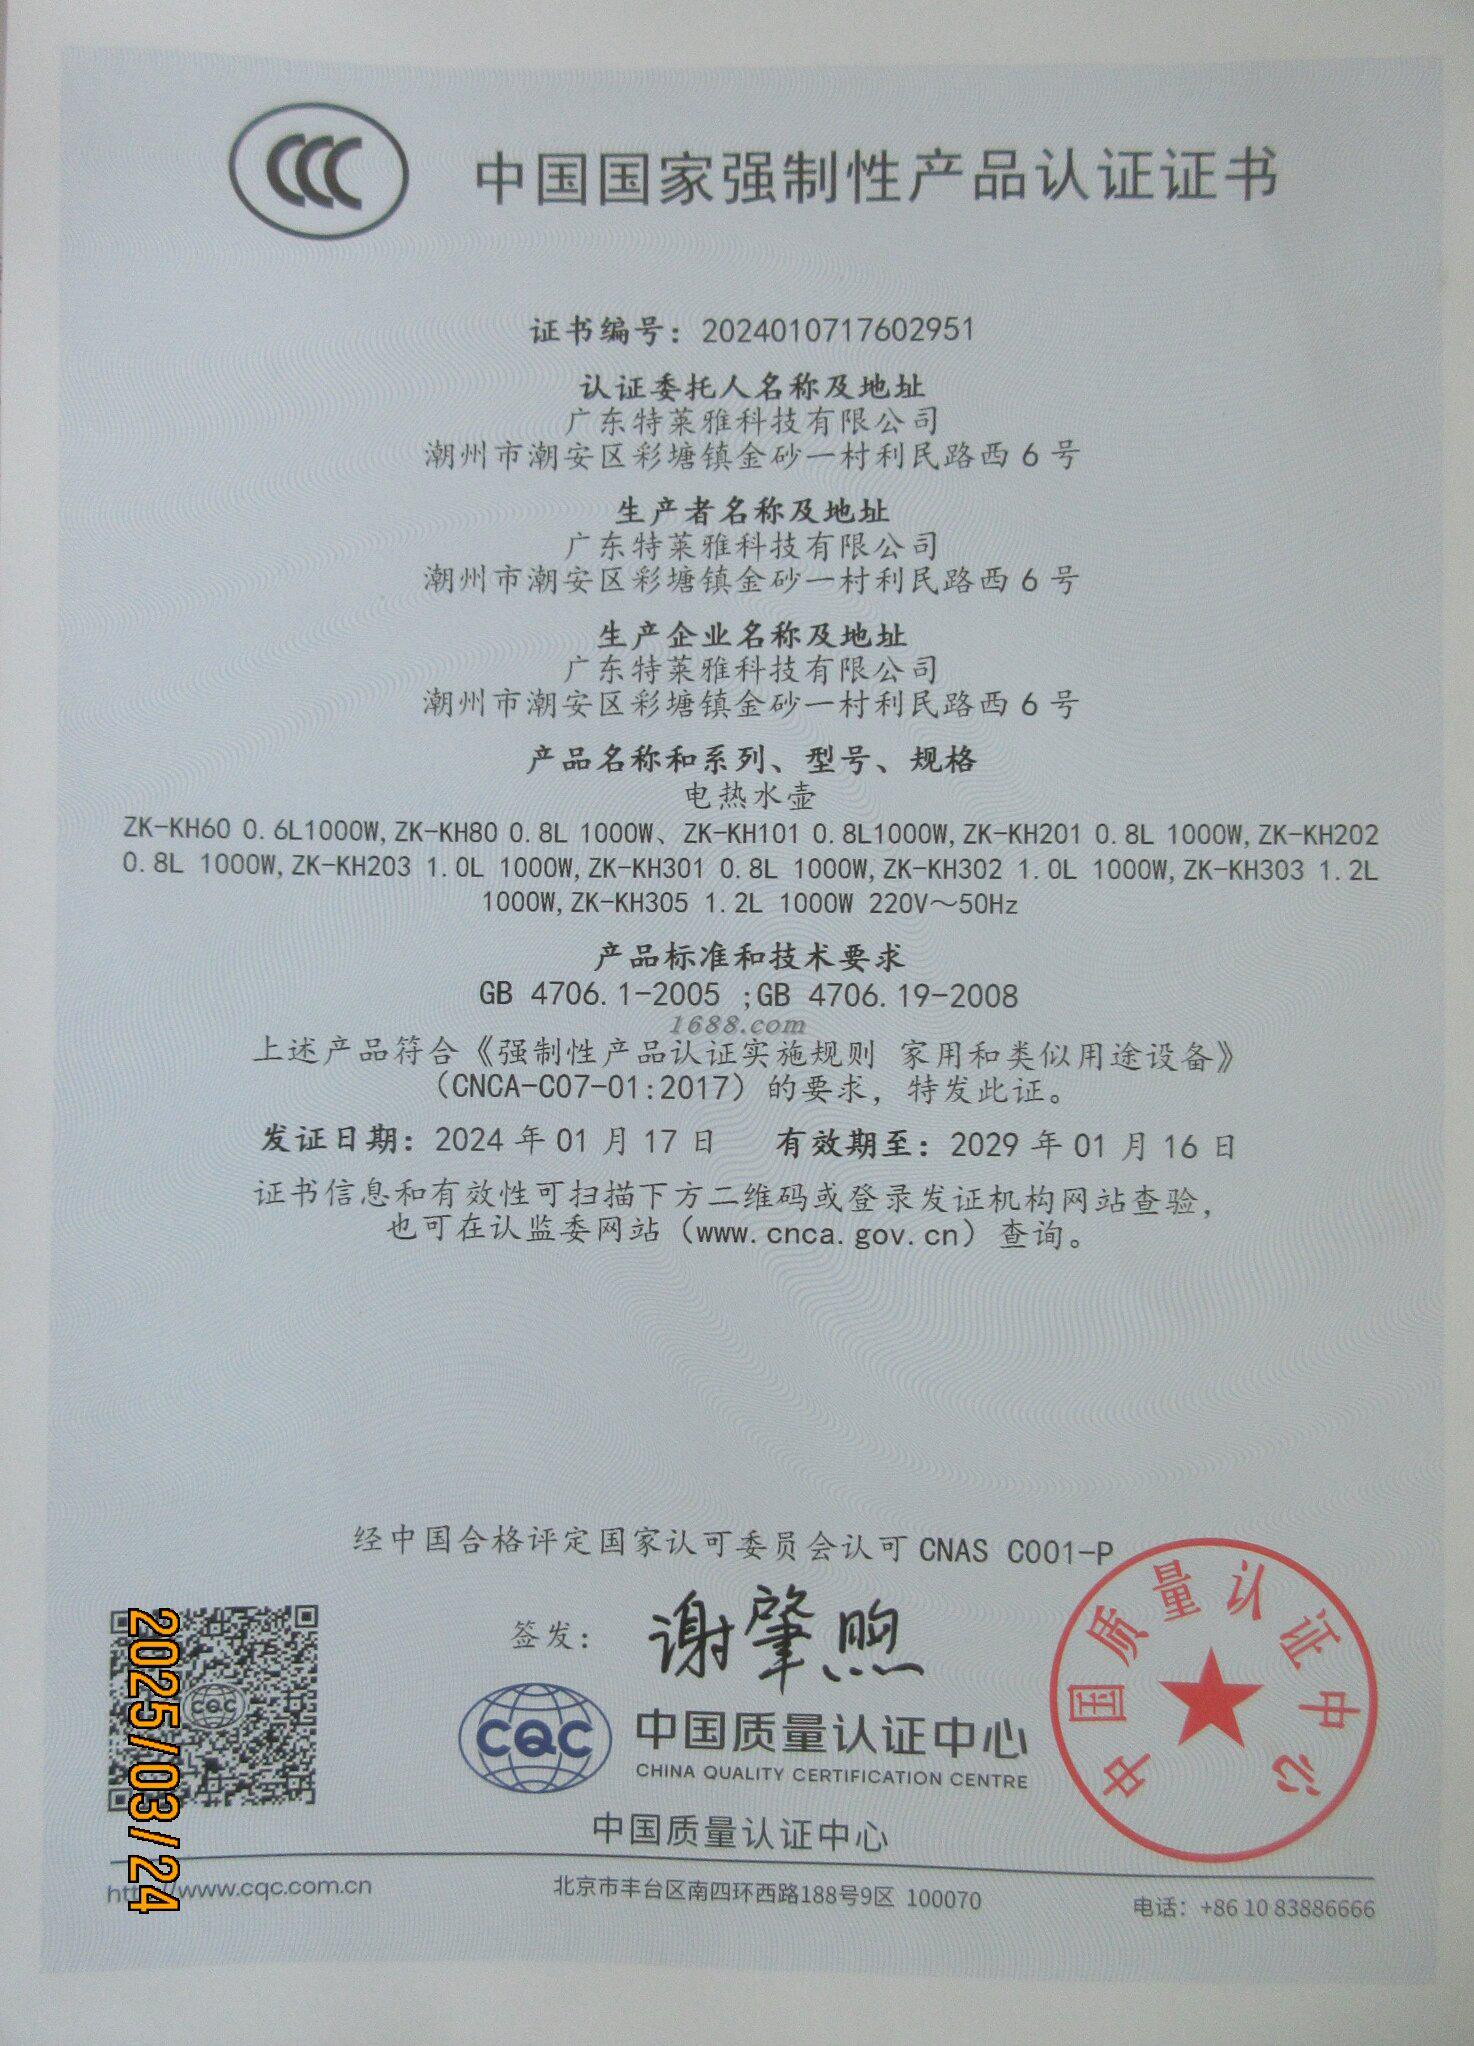 CCC 中国国家强制性产品认证证书
证书编号：2024010717602951
认证委托人名称及地址
广东特莱雅科技有限公司
潮州市潮安区彩塘镇金砂一村利民路西 6 号
生产者名称及地址
广东特莱雅科技有限公司
潮州市潮安区彩塘镇金砂一村利民路西 6 号
生产企业名称及地址
广东特莱雅科技有限公司
潮州市潮安区彩塘镇金砂一村利民路西 6 号
产品名称和系列、型号、规格
电热水壶
ZK-KH60 0.6L1000W,ZK-KH80 0.8L 1000W、ZK-KH101 0.8L1000W,ZK-KH201 0.8L 1000W,ZK-KH202
0.8L 1000W,ZK-KH203 1.0L 1000W,ZK-KH301 0.8L 1000W,ZK-KH302 1.0L 1000W,ZK-KH303 1.2L
1000W,ZK-KH305 1.2L 1000W 220V～50Hz
产品标准和技术要求
GB 4706.1-2005 ;GB 4706.19-2008
1688.com
上述产品符合《强制性产品认证实施规则 家用和类似用途设备》
（CNCA-C07-01:2017）的要求，特发此证。
发证日期：2024 年 01 月 17 日 有效期至：2029 年 01 月 16 日
证书信息和有效性可扫描下方二维码或登录发证机构网站查验，
也可在认监委网站（www.cnca.gov.cn）查询。
经中国合格评定国家认可委员会认可 CNAS C001-P
签发：谢肇煦
CQC 中国质量认证中心
CHINA QUALITY CERTIFICATION CENTRE
中国质量认证中心
中国质量认证中心
CQC
2025/03/24
http://www.cqc.com.cn 北京市丰台区南四环西路188号9区 100070 电话：+86 10 83886666